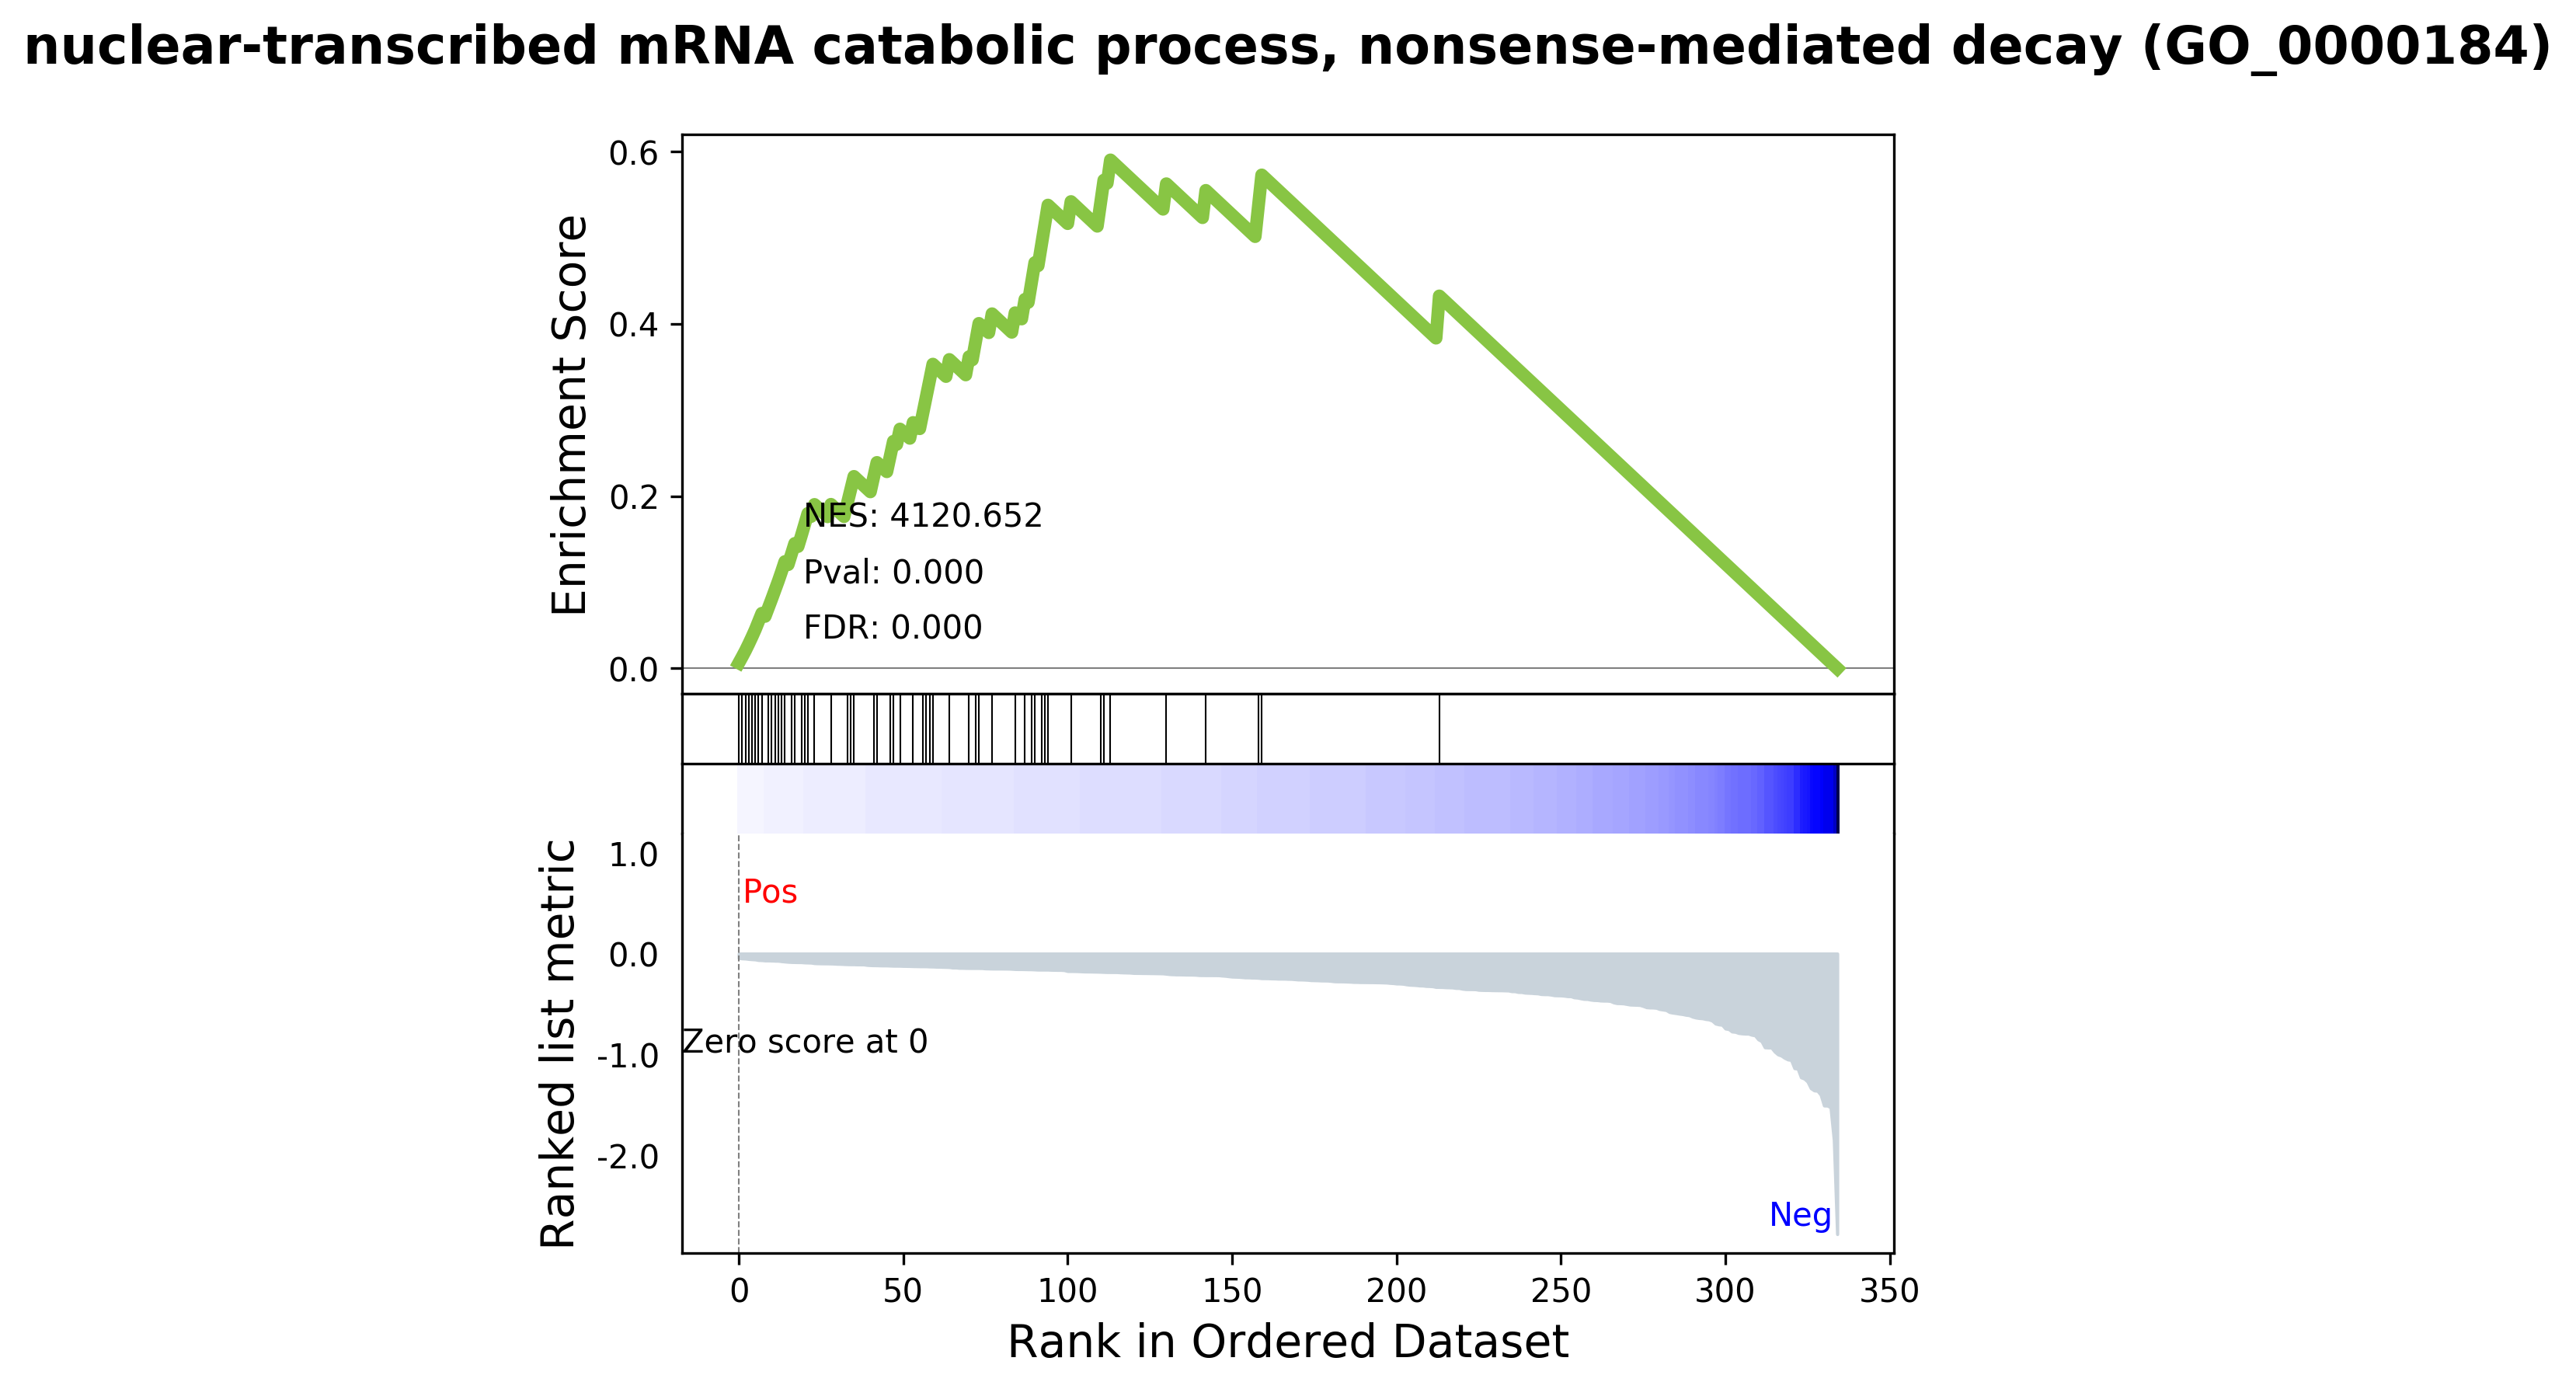 nuclear-transcribed mRNA catabolic process, nonsense-mediated decay (GO_0000184)
Enrichment Score
0.6
0.4
0.2
0.0
NES: 4120.652
Pval: 0.000
FDR: 0.000
Ranked list metric
1.0
0.0
-1.0
-2.0
Pos
Zero score at 0
Neg
0 50 100 150 200 250 300 350
Rank in Ordered Dataset